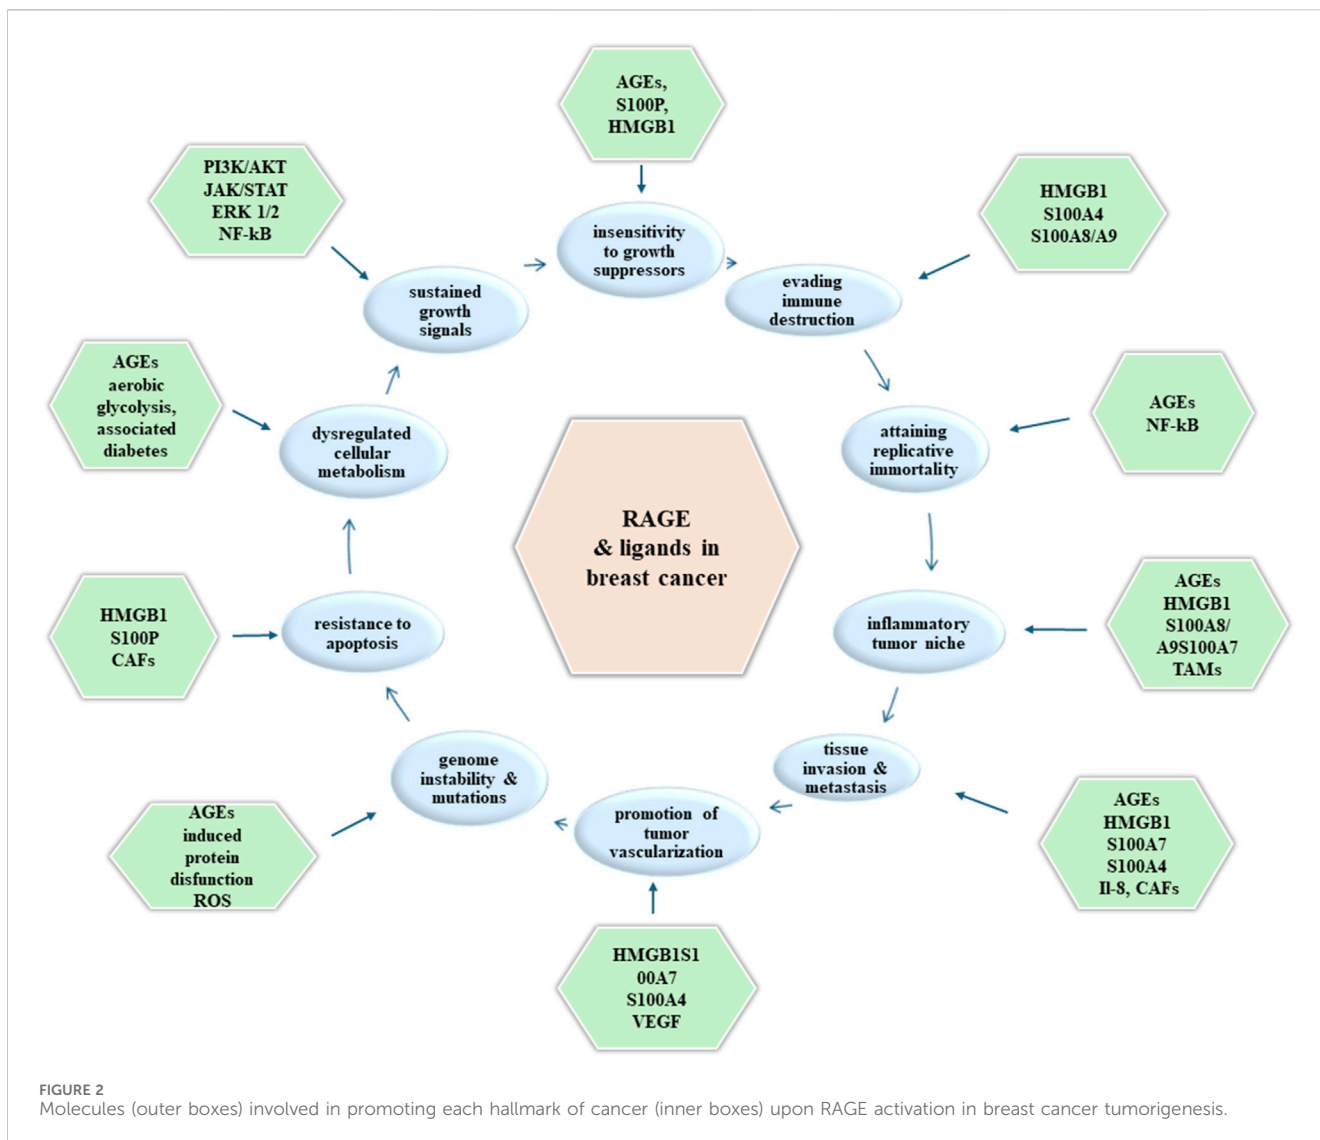 AGEs,
S100P,
HMGB1
PI3K/AKT
JAK/STAT
ERK 1/2
NF-kB
HMGB1
S100A4
S100A8/A9
insensitivity
to growth
suppressors
sustained
growth
signals
evading
immune
destruction
AGEs
aerobic
glycolysis,
associated
diabetes
dysregulated
cellular
metabolism
attaining
replicative
immortality
AGEs
NF-kB
RAGE
& ligands in
breast cancer
HMGB1
S100P
CAFs
resistance to
apoptosis
inflammatory
tumor niche
AGEs
HMGB1
S100A8/
A9S100A7
TAMs
genome
instability &
mutations
tissue
invasion &
metastasis
promotion of
tumor
vascularization
AGEs
induced
protein
disfunction
ROS
AGEs
HMGB1
S100A7
S100A4
Il-8, CAFs
HMGB1S1
00A7
S100A4
VEGF
FIGURE 2
Molecules (outer boxes) involved in promoting each hallmark of cancer (inner boxes) upon RAGE activation in breast cancer tumorigenesis.